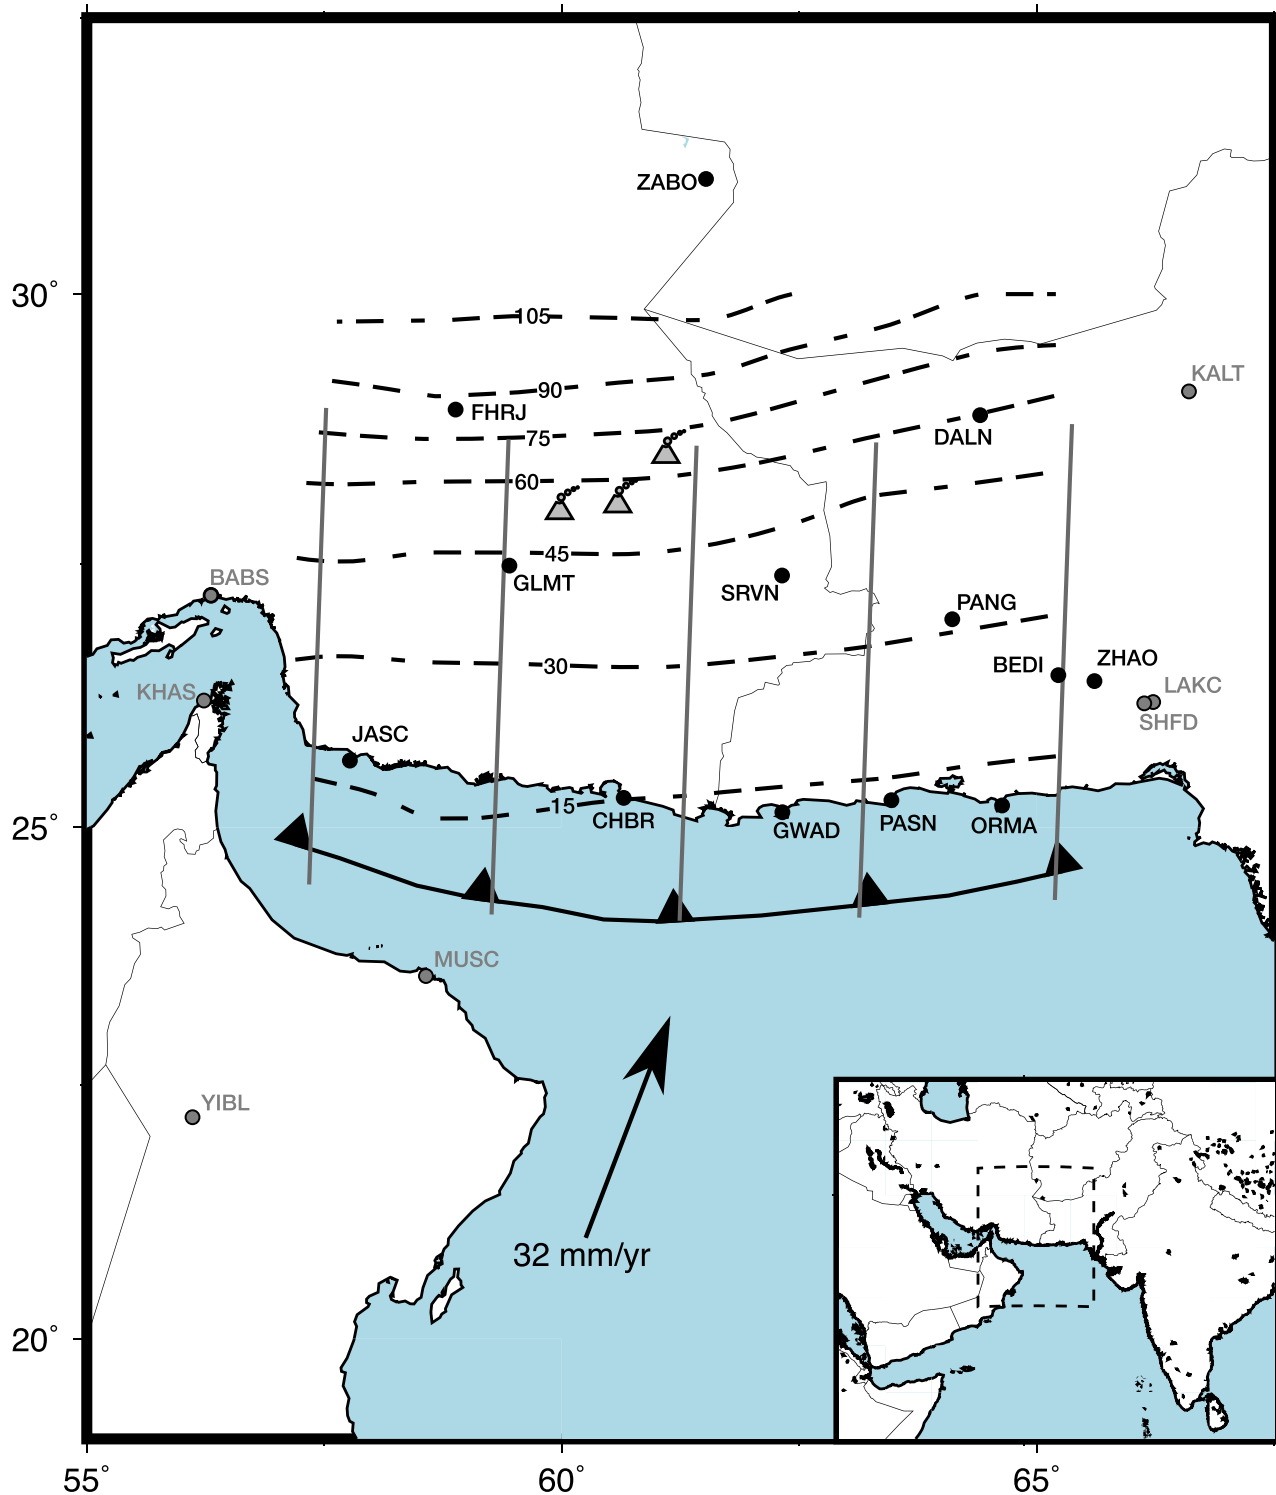 ZABO
30°
105
KALT
90
FHRJ
75
DALN
60
45
BABS
GLMT
SRVN
PANG
30
BEDI
ZHAO
KHAS
LAKC
SHFD
JASC
15
CHBR
GWAD
PASN
ORMA
25°
MUSC
YIBL
32 mm/yr
20°
55°
60°
65°